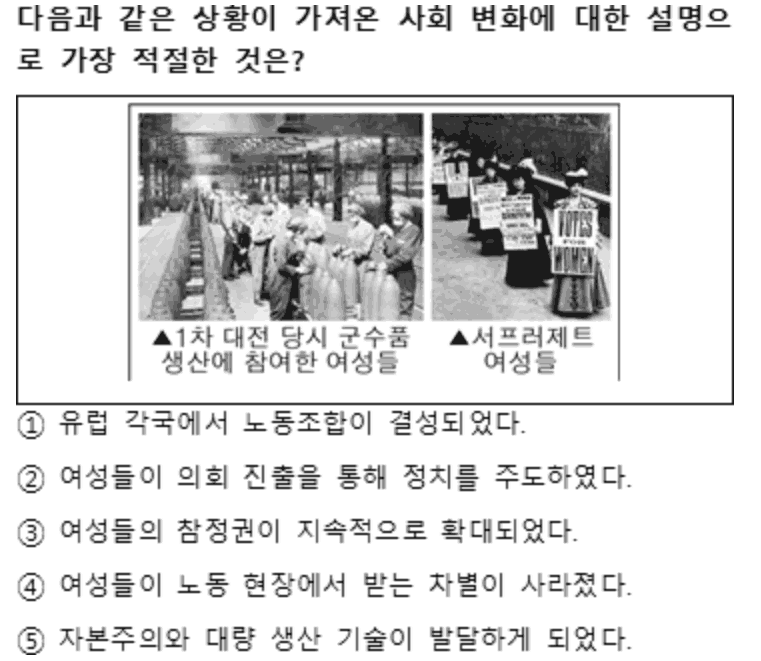 다음과 같은 상황이 가져온 사회 변화에 대한 설명으
로 가장 적절한 것은?
VOTES
FOR
WOMEN
▲1차 대전 당시 군수품
생산에 참여한 여성들
▲서프러제트
여성들
① 유럽 각국에서 노동조합이 결성되었다.
② 여성들이 의회 진출을 통해 정치를 주도하였다.
③ 여성들의 참정권이 지속적으로 확대되었다.
④ 여성들이 노동 현장에서 받는 차별이 사라졌다.
⑤ 자본주의와 대량 생산 기술이 발달하게 되었다.